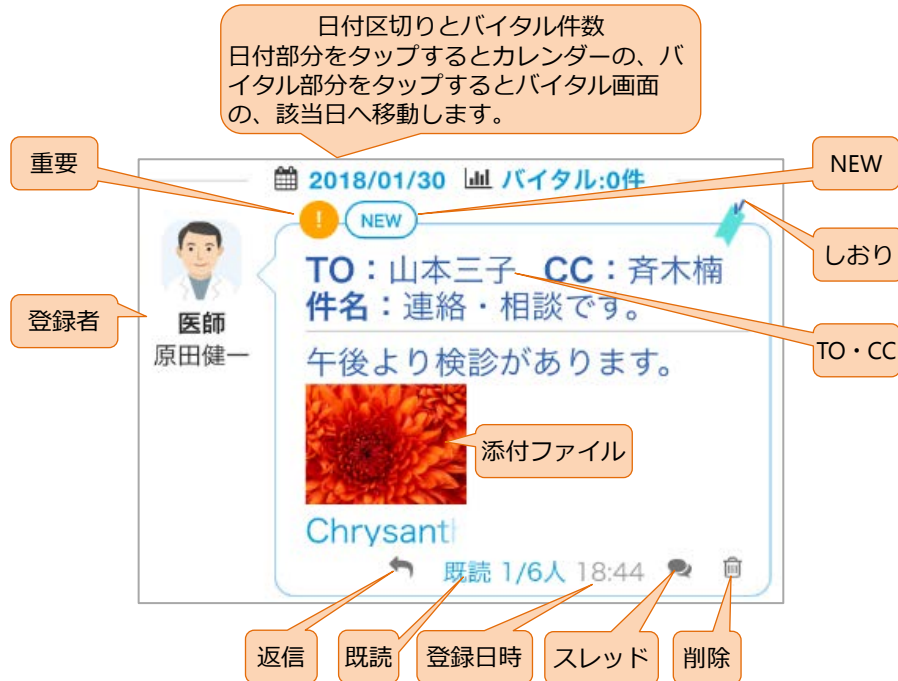 日付区切りとバイタル件数
日付部分をタップするとカレンダーの、バ
イタル部分をタップするとバイタル画面
の、該当日へ移動します。
重要
NEW
2018/01/30 バイタル:0件
!
NEW
しおり
TO：山本三子 CC：斉木楠
件名：連絡・相談です。
登録者
医師
原田健一
TO・CC
午後より検診があります。
添付ファイル
Chrysanth
既読 1/6人 18:44
返信
既読
登録日時
スレッド
削除